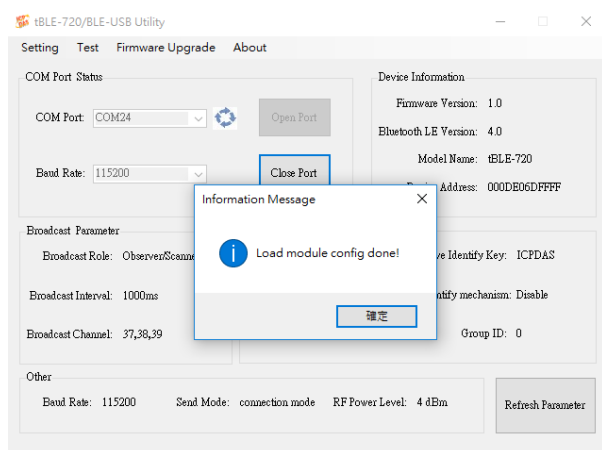 tBLE-720/BLE-USB Utility
Setting Test Firmware Upgrade About
COM Port Status
COM Port: COM24
Open Port
Baud Rate: 115200
Close Port
Device Information
Firmware Version: 1.0
Bluetooth LE Version: 4.0
Model Name: tBLE-720
Address: 000DE06DFFFF
Information Message
Load module config done!
確定
Broadcast Parameter
Broadcast Role: Observer/Scanne
Broadcast Interval: 1000ms
Broadcast Channel: 37,38,39
Identify Key: ICPDAS
mechanism: Disable
Group ID: 0
Other
Baud Rate: 115200 Send Mode: connection mode RF Power Level: 4 dBm
Refresh Parameter